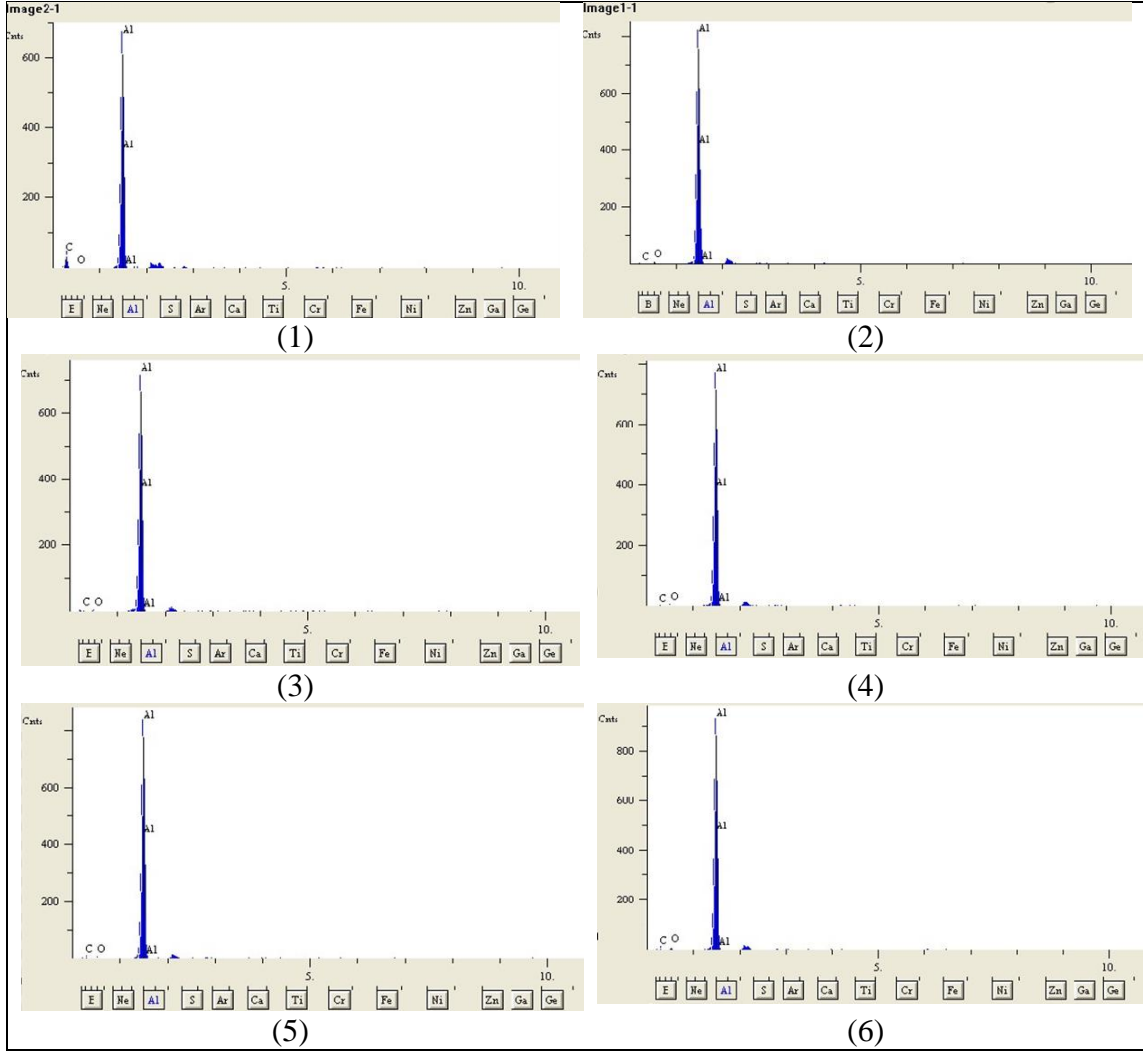 Image2-1
Cnts
Al
600
400
Al
200
C
O
Al
5.
10.
E Ne Al S Ar Ca Ti Cr Fe Ni Zn Ga Ge
(1)
Image1-1
Cnts
Al
600
Al
400
200
C O
Al
5.
10.
B Ne Al S Ar Ca Ti Cr Fe Ni Zn Ga Ge
(2)
Cnts
Al
600
400
Al
200
C O
Al
5.
10.
E Ne Al S Ar Ca Ti Cr Fe Ni Zn Ga Ge
(3)
Cnts
Al
600
400
Al
200
C O
Al
5.
10.
E Ne Al S Ar Ca Ti Cr Fe Ni Zn Ga Ge
(4)
Cnts
Al
600
Al
400
200
C O
Al
5.
10.
E Ne Al S Ar Ca Ti Cr Fe Ni Zn Ga Ge
(5)
Cnts
Al
800
600
Al
400
200
C O
Al
5.
10.
E Ne Al S Ar Ca Ti Cr Fe Ni Zn Ga Ge
(6)